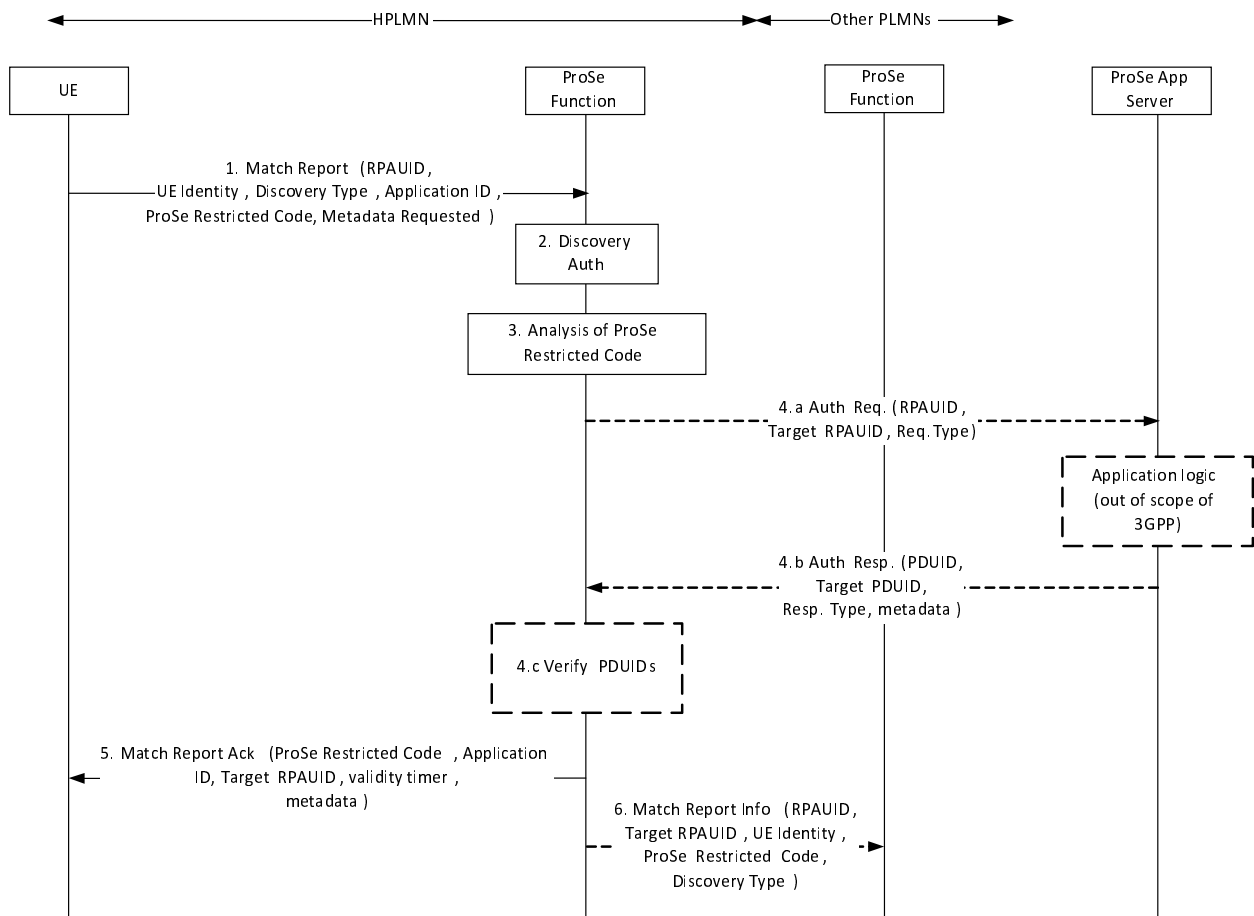 HPLMN
Other PLMNs
UE
ProSe
Function
ProSe
Function
ProSe App
Server
1. Match Report (RPAUID,
UE Identity, Discovery Type, Application ID,
ProSe Restricted Code, Metadata Requested)
2. Discovery
Auth
3. Analysis of ProSe
Restricted Code
4.a Auth Req. (RPAUID,
Target RPAUID, Req. Type)
Application logic
(out of scope of
3GPP)
4.b Auth Resp. (PDUID,
Target PDUID,
Resp. Type, metadata)
4.c Verify PDUIDs
5. Match Report Ack (ProSe Restricted Code, Application
ID, Target RPAUID, validity timer,
metadata)
6. Match Report Info (RPAUID,
Target RPAUID, UE Identity,
ProSe Restricted Code,
Discovery Type)